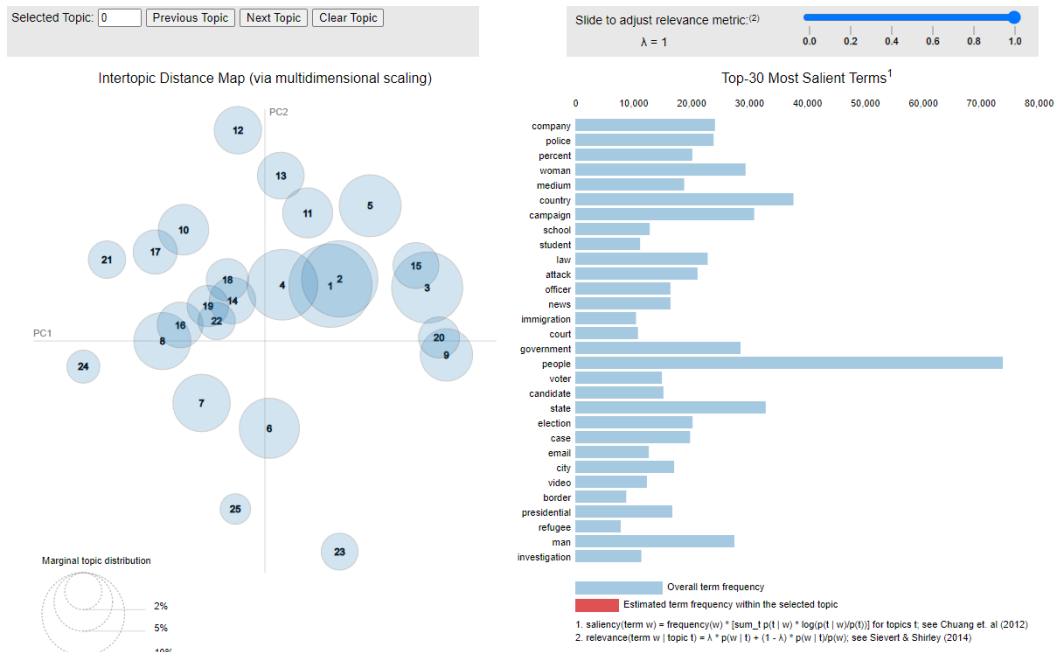 Selected Topic: 0 Previous Topic Next Topic Clear Topic
Slide to adjust relevance metric:(2)
λ = 1
0.0 0.2 0.4 0.6 0.8 1.0
Intertopic Distance Map (via multidimensional scaling)
PC2
PC1
12
13
5
11
10
17
21
15
18
4
1
2
3
14
19
22
16
8
20
9
24
7
6
25
23
Marginal topic distribution
2%
5%
10%
Top-30 Most Salient Terms1
0 10,000 20,000 30,000 40,000 50,000 60,000 70,000 80,000
company
police
percent
woman
medium
country
campaign
school
student
law
attack
officer
news
immigration
court
government
people
voter
candidate
state
election
case
email
city
video
border
presidential
refugee
man
investigation
Overall term frequency
Estimated term frequency within the selected topic
1. saliency(term w) = frequency(w) * [sum_t p(t | w) * log(p(t | w)/p(t))] for topics t; see Chuang et. al (2012)
2. relevance(term w | topic t) = λ * p(w | t) + (1 - λ) * p(w | t)/p(w); see Sievert & Shirley (2014)